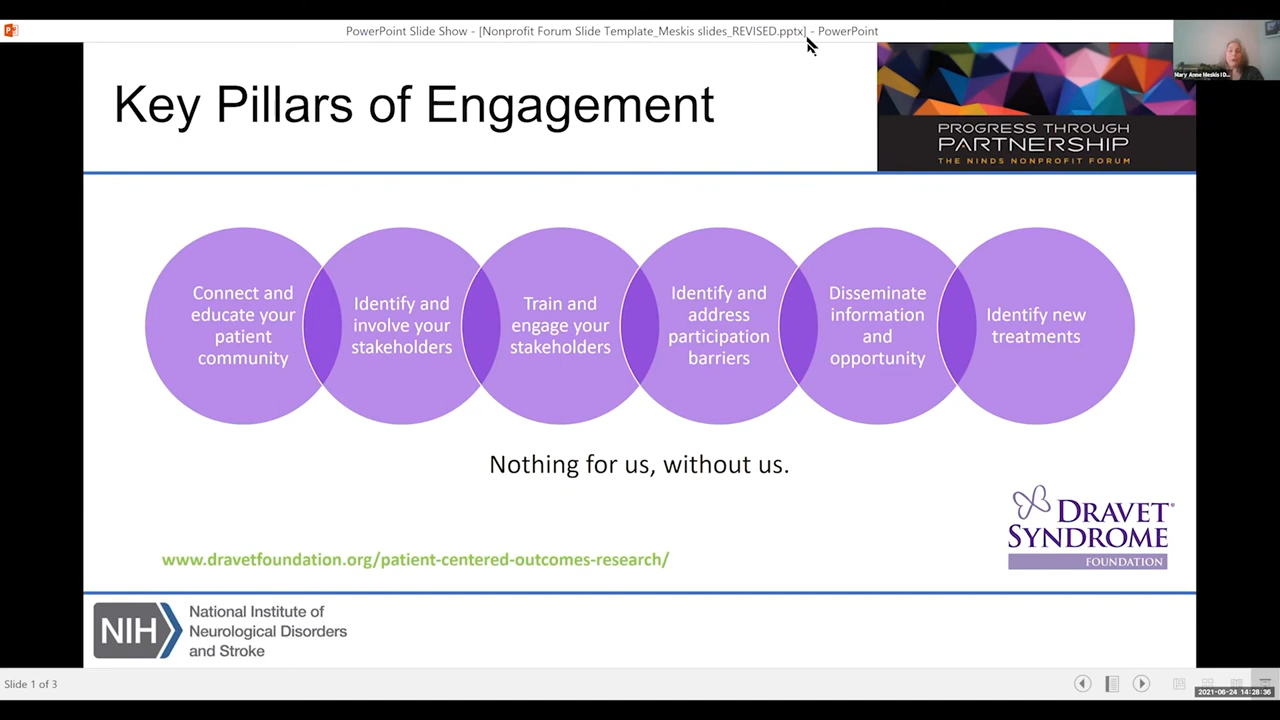 PowerPoint Slide Show - [Nonprofit Forum Slide Template_Meskis slides_REVISED.pptx] - PowerPoint
Mary Anne Meskis I D...
Key Pillars of Engagement
PROGRESS THROUGH
PARTNERSHIP
THE NINDS NONPROFIT FORUM
Connect and
educate your
patient
community
Identify and
involve your
stakeholders
Train and
engage your
stakeholders
Identify and
address
participation
barriers
Disseminate
information
and
opportunity
Identify new
treatments
Nothing for us, without us.
DRAVET
SYNDROME
FOUNDATION
www.dravetfoundation.org/patient-centered-outcomes-research/
NIH
National Institute of
Neurological Disorders
and Stroke
Slide 1 of 3
2021-06-24 14:28:36